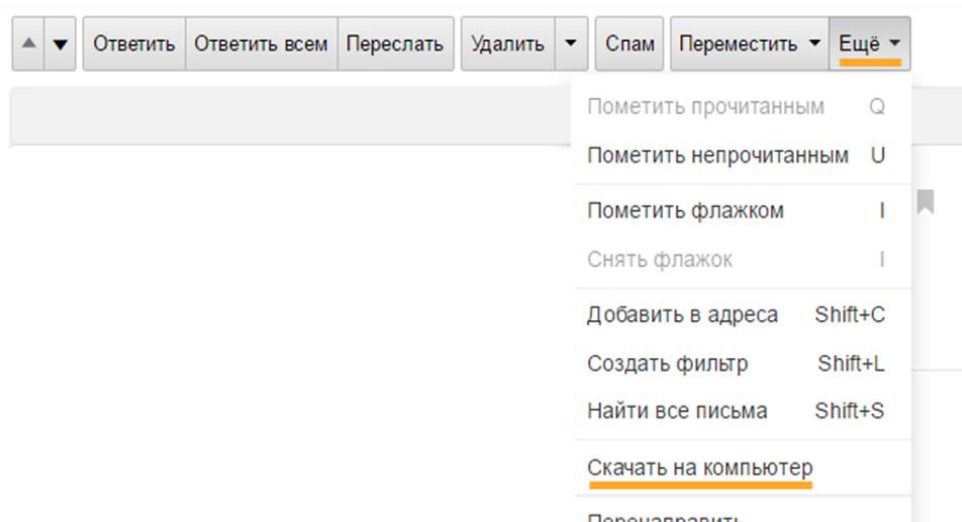 Ответить Ответить всем Переслать Удалить Спам Переместить Ещё
Пометить прочитанным Q
Пометить непрочитанным U
Пометить флажком I
Снять флажок I
Добавить в адреса Shift+C
Создать фильтр Shift+L
Найти все письма Shift+S
Скачать на компьютер
Перенаправить